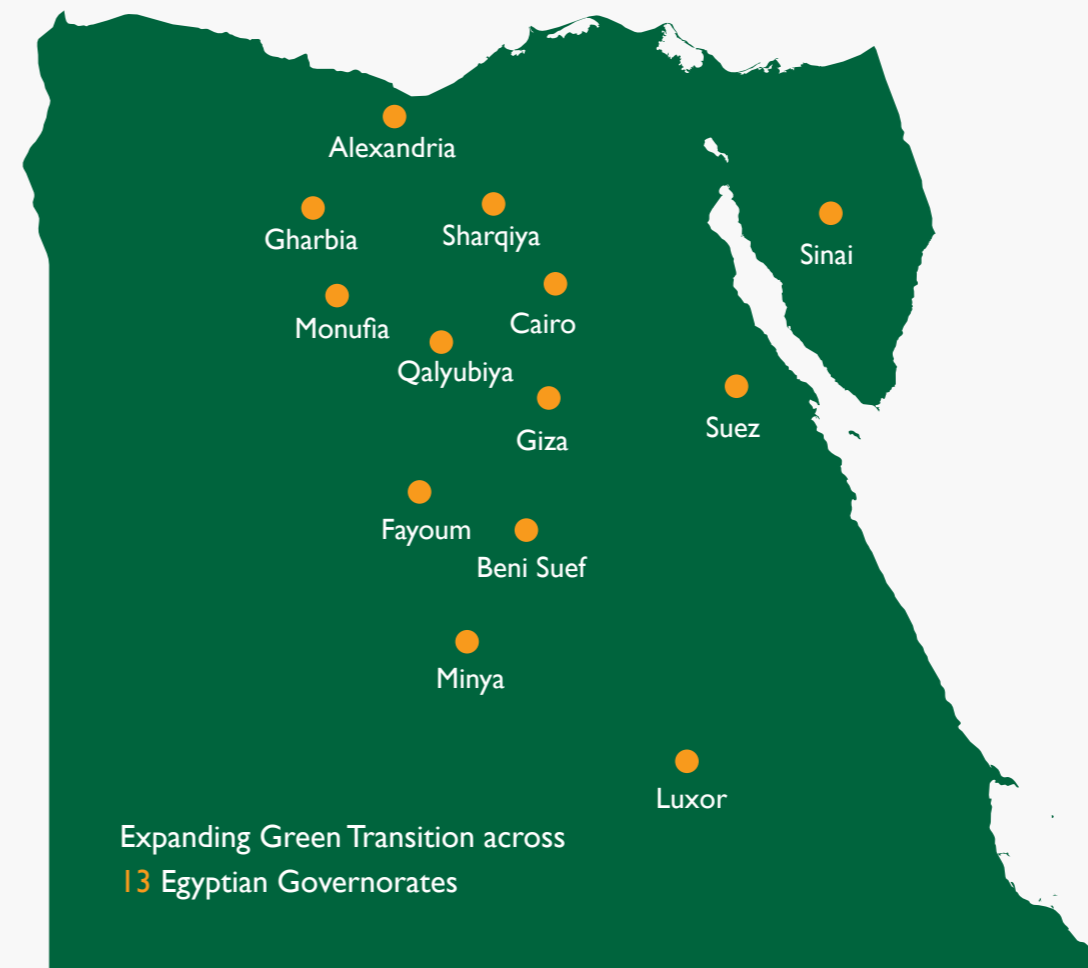 Alexandria
Gharbia
Sharqiya
Sinai
Monufia
Cairo
Qalyubiya
Giza
Suez
Fayoum
Beni Suef
Minya
Luxor
Expanding Green Transition across
13 Egyptian Governorates